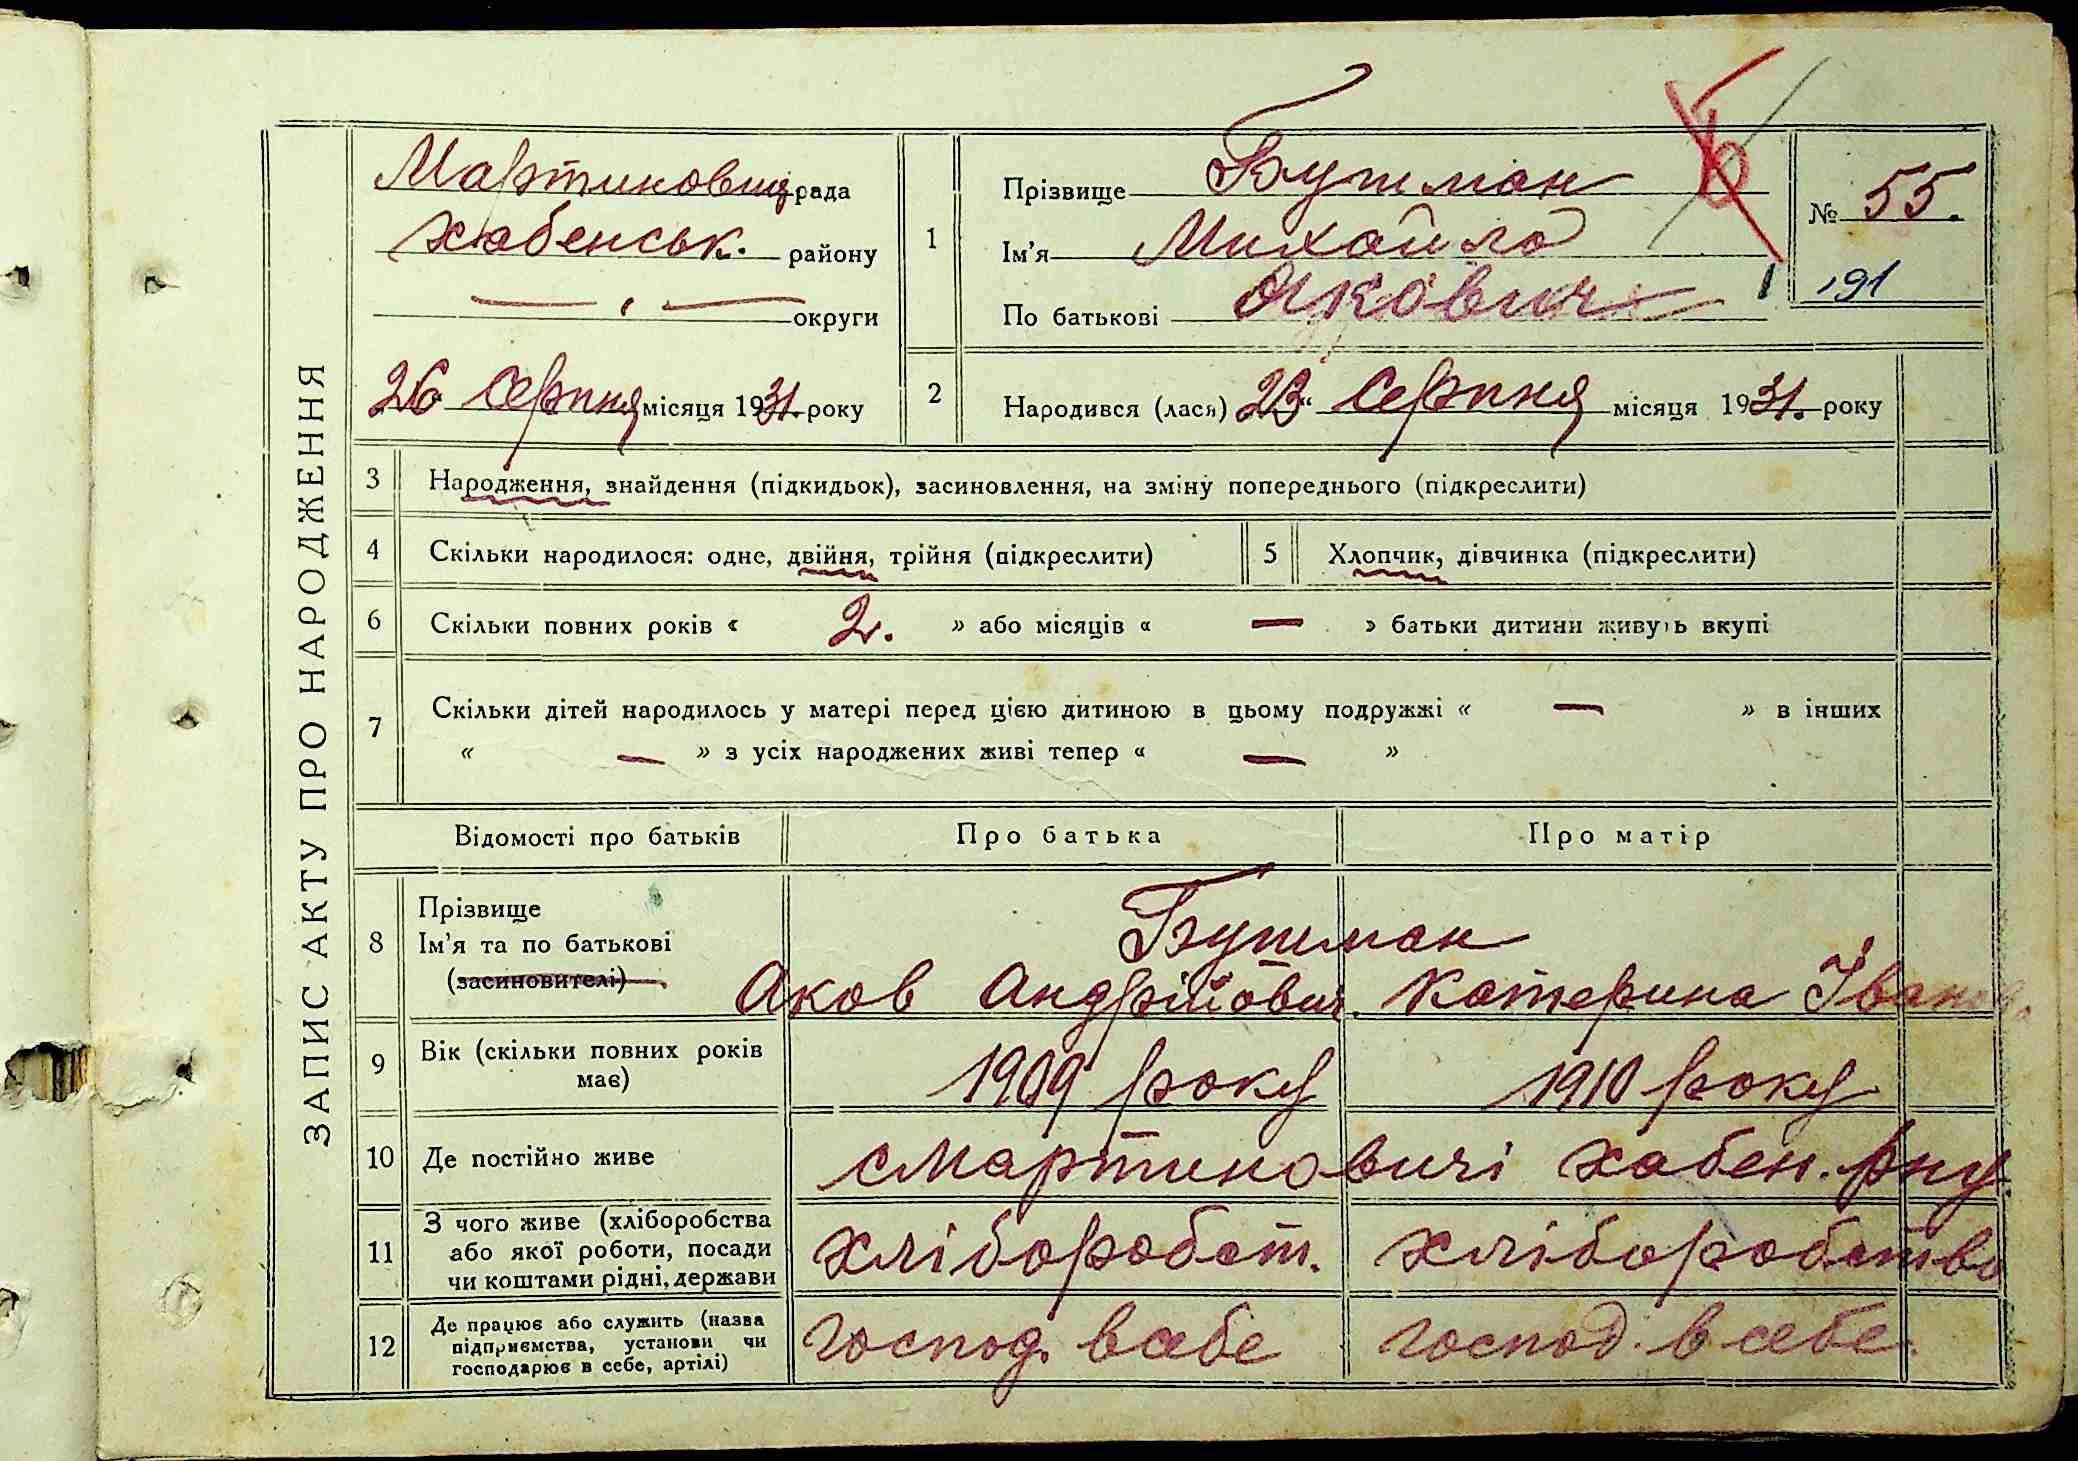 ЗАПИС АКТУ ПРО НАРОДЖЕННЯ
Мартиновиц рада
Хабенськ. району
— , — округи
26 Серпня місяця 1931. року
1
Прізвище Бушман
Ім'я Михайло
По батькові Якович
№ 55.
191
2
Народився (лася) 23 Серпня місяця 1931. року
3 Народження, знайдення (підкидьок), засиновлення, на зміну попереднього (підкреслити)
4 Скільки народилося: одне, двійня, трійня (підкреслити)
5 Хлопчик, дівчинка (підкреслити)
6 Скільки повних років « 2. » або місяців « — » батьки дитини живуть вкупі
7 Скільки дітей народилось у матері перед цією дитиною в цьому подружжі « — » в інших
« — » з усіх народжених живі тепер « — »
Відомості про батьків Про батька Про матір
8 Прізвище
Ім'я та по батькові
(засиновителі)
Бушман
Яков Андрійович. Катерина Іванов.
9 Вік (скільки повних років
має)
1909 року 1910 року
10 Де постійно живе
с Мартиновичі Хабен. рну
11 З чого живе (хліборобства
або якої роботи, посади
чи коштами рідні, держави
хліборобст. хліборобство
12 Де працює або служить (назва
підприємства, установи чи
господарює в себе, артілі)
господ. в себе господ. в себе.